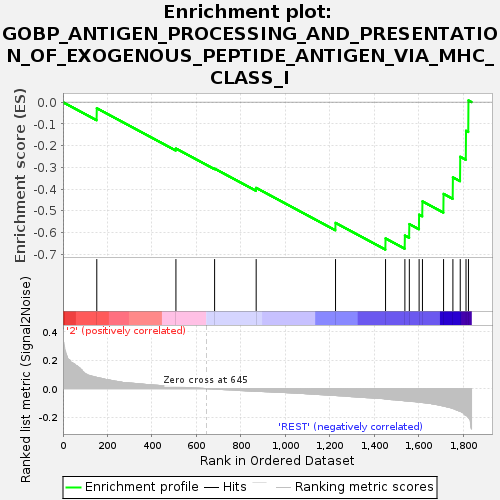 Enrichment plot:
GOBP_ANTIGEN_PROCESSING_AND_PRESENTATIO
N_OF_EXOGENOUS_PEPTIDE_ANTIGEN_VIA_MHC_
CLASS_I
Enrichment score (ES)
0.0
-0.1
-0.2
-0.3
-0.4
-0.5
-0.6
-0.7
'2' (positively correlated)
Ranked list metric (Signal2Noise)
0.4
0.2
0.0
-0.2
Zero cross at 645
'REST' (negatively correlated)
0 200 400 600 800 1,000 1,200 1,400 1,600 1,800
Rank in Ordered Dataset
Enrichment profile Hits Ranking metric scores